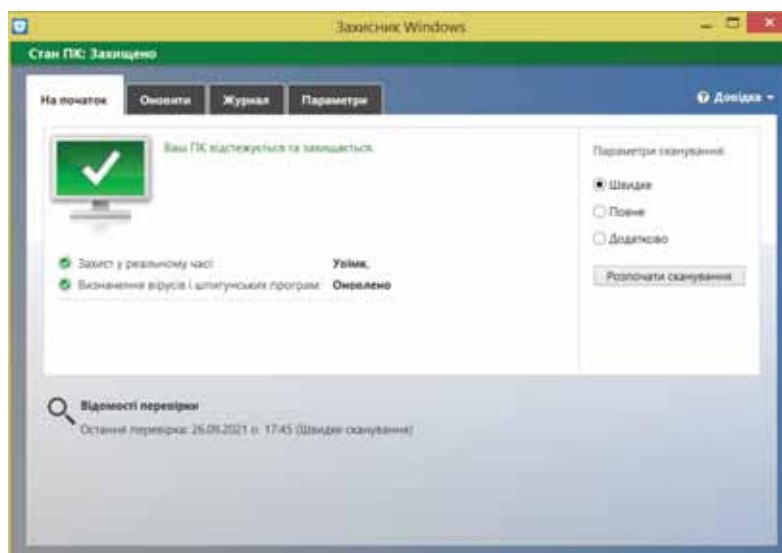 Захисник Windows
Стан ПК: Захищено
На початок Оновити Журнал Параметри Довідка
Ваш ПК відстежується та захищається.
Параметри сканування:
Швидке
Повне
Додатково
Захист у реальному часі: Увімк.
Визначення вірусів і шпигунських програм: Оновлено
Розпочати сканування
Відомості перевірки
Остання перевірка: 26.09.2021 о 17:45 (Швидке сканування)